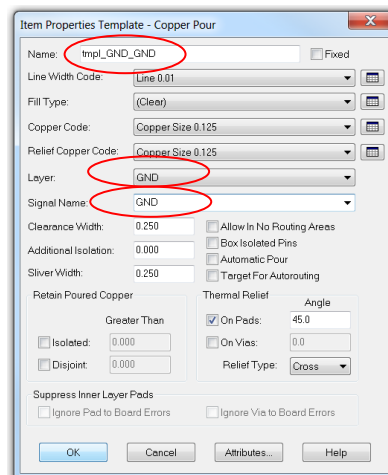 Item Properties Template - Copper Pour
Name: tmpl_GND_GND Fixed
Line Width Code: Line 0.01
Fill Type: (Clear)
Copper Code: Copper Size 0.125
Relief Copper Code: Copper Size 0.125
Layer: GND
Signal Name: GND
Clearance Width: 0.250 Allow In No Routing Areas
Additional Isolation: 0.000 Box Isolated Pins
Automatic Pour
Sliver Width: 0.250 Target For Autorouting
Retain Poured Copper Thermal Relief
Greater Than Angle
On Pads: 45.0
Isolated: 0.000 On Vias: 0.0
Disjoint: 0.000 Relief Type: Cross
Suppress Inner Layer Pads
Ignore Pad to Board Errors Ignore Via to Board Errors
OK Cancel Attributes... Help